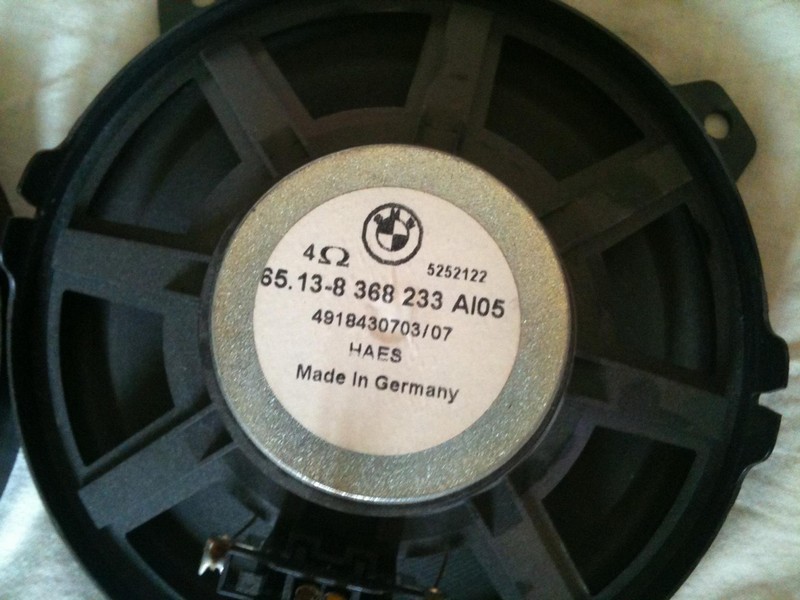 4Ω 5252122
65.13-8 368 233 AI05
4918430703/07
HAES
Made In Germany